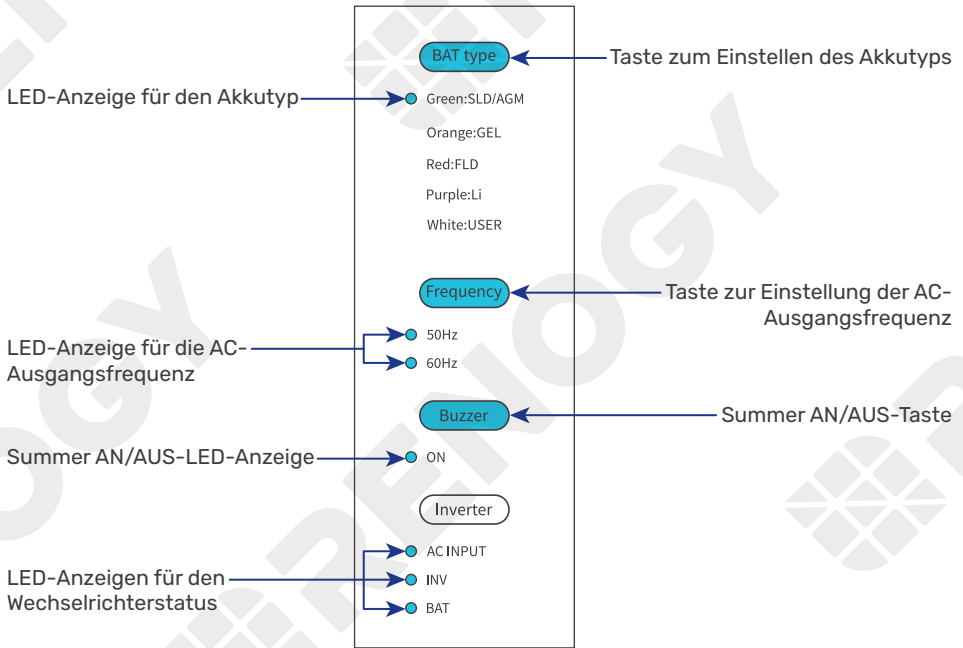 BAT type
Taste zum Einstellen des Akkutyps
LED-Anzeige für den Akkutyp
Green:SLD/AGM
Orange:GEL
Red:FLD
Purple:Li
White:USER
Frequency
Taste zur Einstellung der AC-
Ausgangsfrequenz
50Hz
LED-Anzeige für die AC-
Ausgangsfrequenz
60Hz
Buzzer
Summer AN/AUS-Taste
Summer AN/AUS-LED-Anzeige
ON
Inverter
AC INPUT
LED-Anzeigen für den
Wechselrichterstatus
INV
BAT
RENOGY